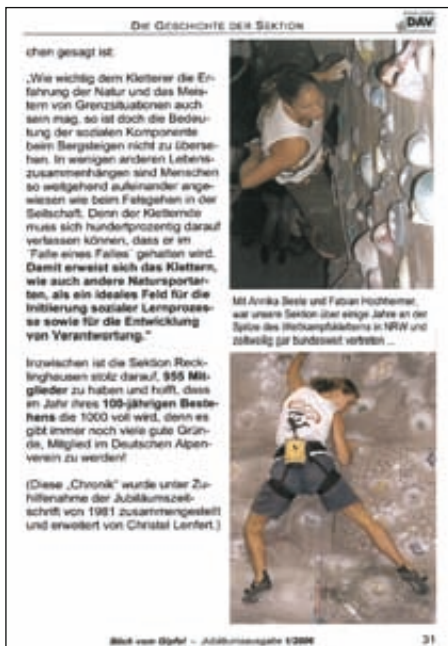 DIE GESCHICHTE DER SEKTION
DAV
chen gesagt ist:
„Wie wichtig dem Kletterer die Er-
fahrung der Natur und das Meis-
tern von Grenzsituationen auch
sein mag, so ist doch die Bedeu-
tung der sozialen Komponente
beim Bergsteigen nicht zu überse-
hen. In wenigen anderen Lebens-
zusammenhängen sind Menschen
so weitgehend aufeinander ange-
wiesen wie beim Felsgehen in der
Seilschaft. Denn der Kletternde
muss sich hundertprozentig darauf
verlassen können, dass er im
´Falle eines Falles´ gehalten wird.
Damit erweist sich das Klettern,
wie auch andere Natursportar-
ten, als ein ideales Feld für die
Initiierung sozialer Lernprozes-
se sowie für die Entwicklung
von Verantwortung."
Inzwischen ist die Sektion Reck-
linghausen stolz darauf, 955 Mit-
glieder zu haben und hofft, dass
im Jahr ihres 100-jährigen Beste-
hens die 1000 voll wird, denn es
gibt immer noch viele gute Grün-
de, Mitglied im Deutschen Alpen-
verein zu werden!
(Diese „Chronik" wurde unter Zu-
hilfenahme der Jubiläumszeit-
schrift von 1981 zusammengestellt
und erweitert von Christel Lenfert.)
Mit Annika Beele und Fabian Hochheimer,
war unsere Sektion über einige Jahre an der
Spitze des Wettkampfkletterns in NRW und
zeitweilig gar bundesweit vertreten ...
Blick vom Gipfel – Jubiläumsausgabe 1/2006
31